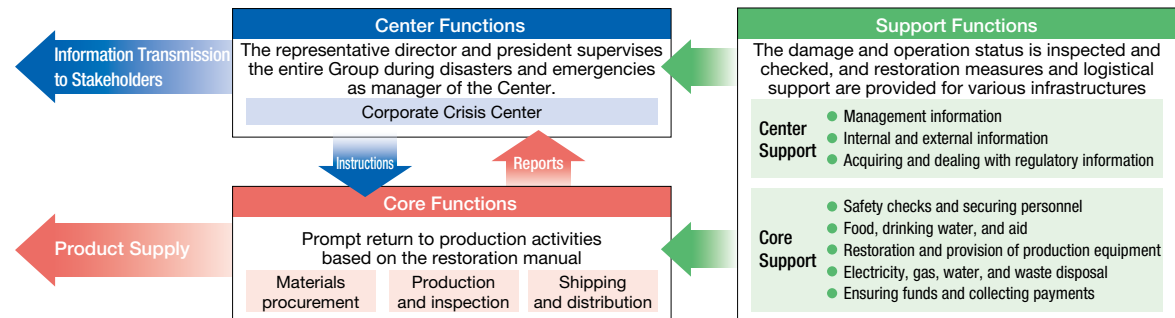 Information Transmission
to Stakeholders
Center Functions
The representative director and president supervises
the entire Group during disasters and emergencies
as manager of the Center.
Corporate Crisis Center
Instructions
Reports
Product Supply
Core Functions
Prompt return to production activities
based on the restoration manual
Materials
procurement
Production
and inspection
Shipping
and distribution
Support Functions
The damage and operation status is inspected and
checked, and restoration measures and logistical
support are provided for various infrastructures
Center
Support
● Management information
● Internal and external information
● Acquiring and dealing with regulatory information
Core
Support
● Safety checks and securing personnel
● Food, drinking water, and aid
● Restoration and provision of production equipment
● Electricity, gas, water, and waste disposal
● Ensuring funds and collecting payments